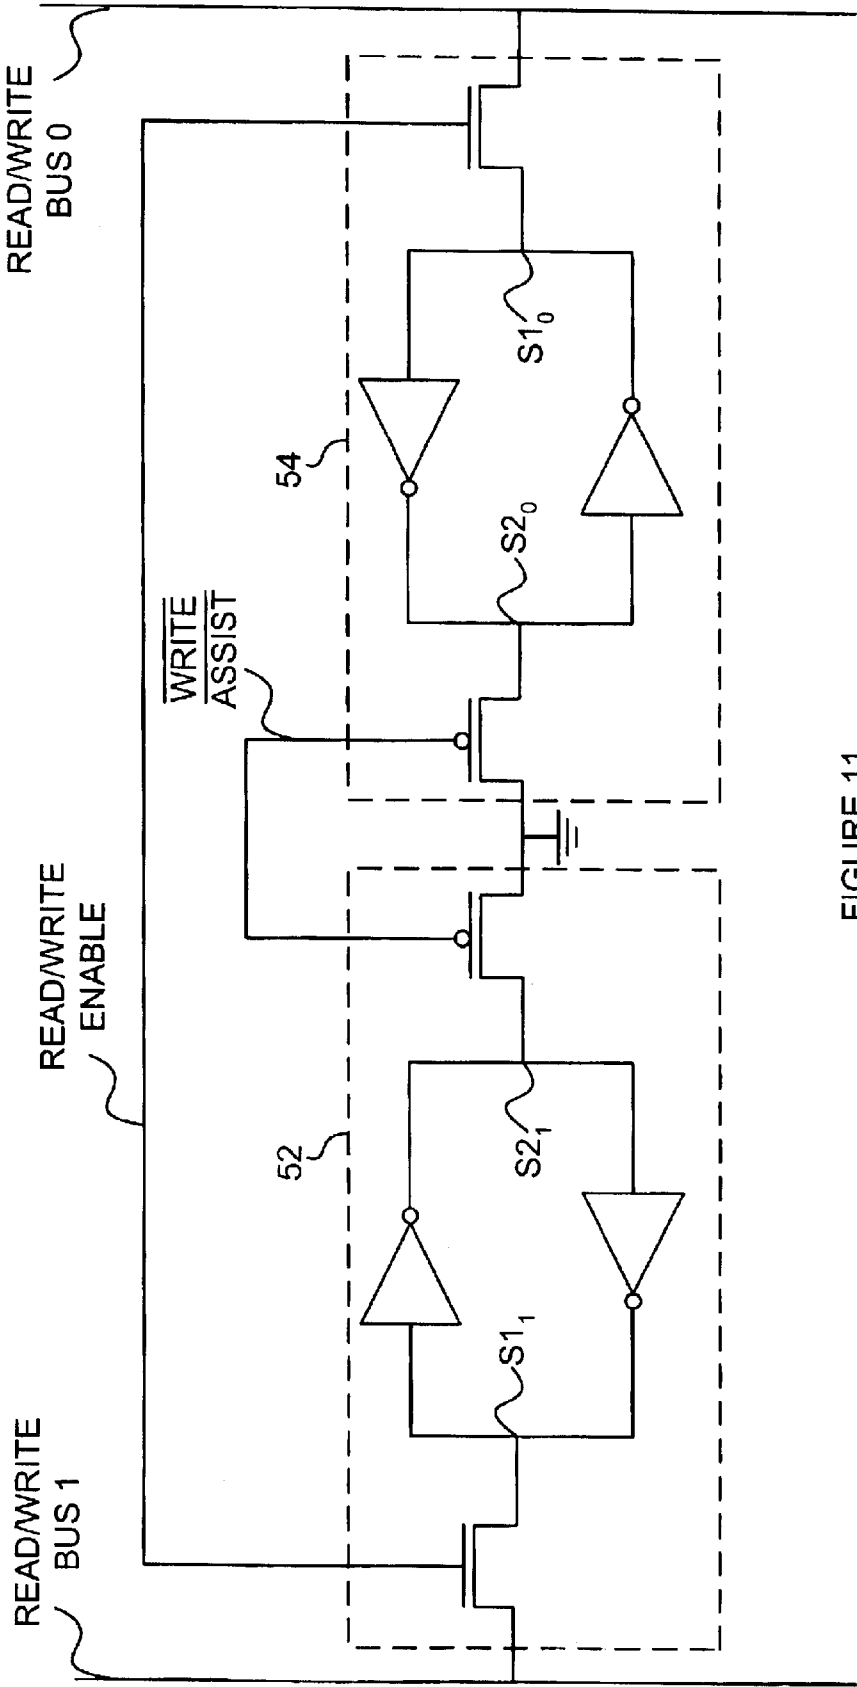 READ/WRITE
BUS 1
READ/WRITE
ENABLE
READ/WRITE
BUS 0
WRITE
ASSIST
52
54
S1₁
S2₁
S2₀
S1₀
FIGURE 11